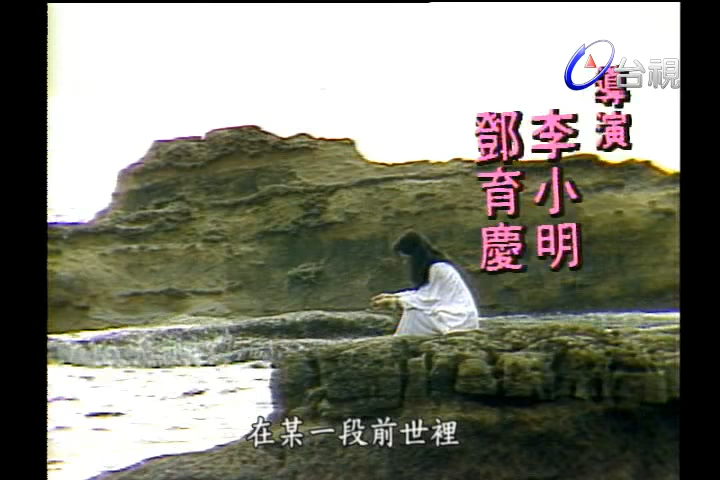 台視
導演
李小明
鄧育慶
在某一段前世裡